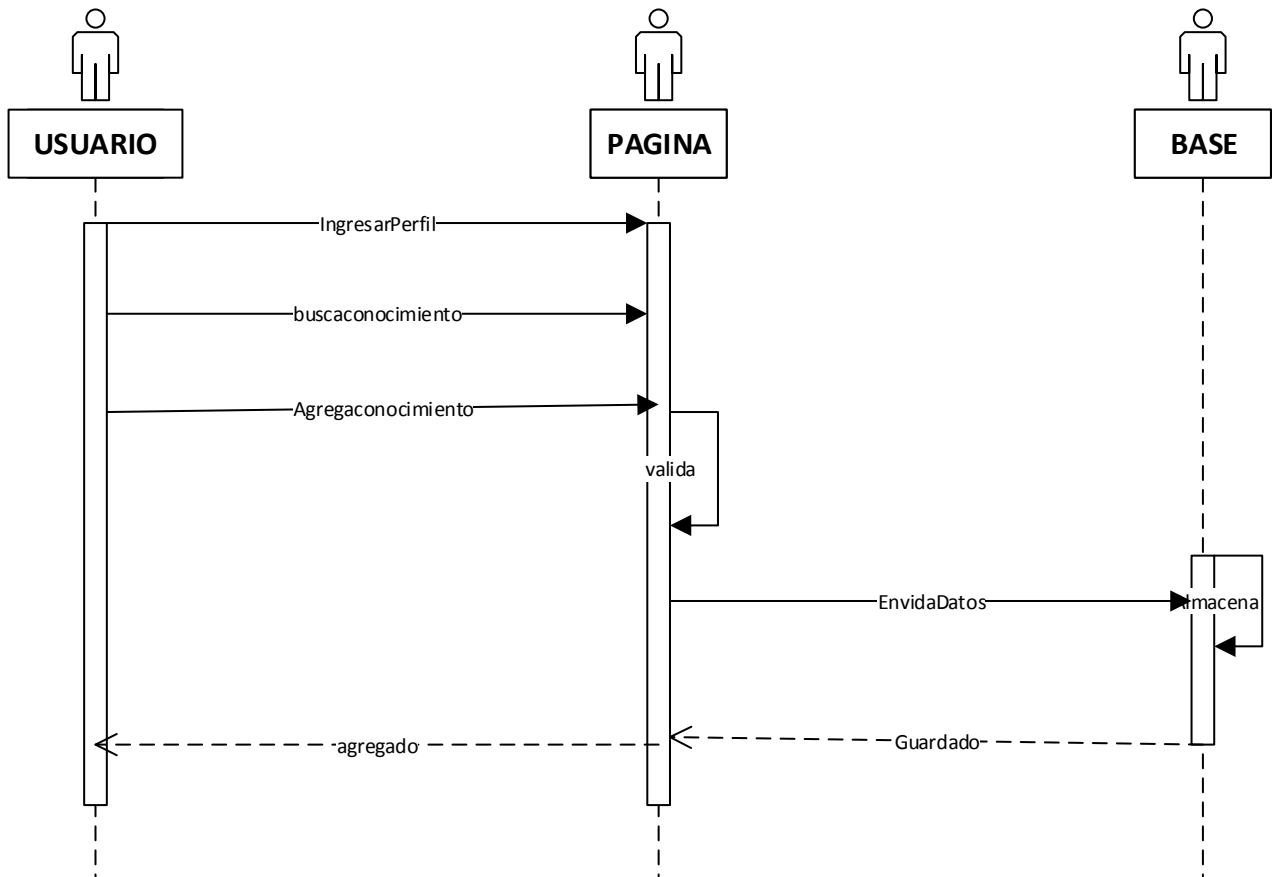 USUARIO
PAGINA
BASE
IngresarPerfil
buscaconocimiento
Agregaconocimiento
valida
EnvidaDatos
Almacena
agregado
Guardado